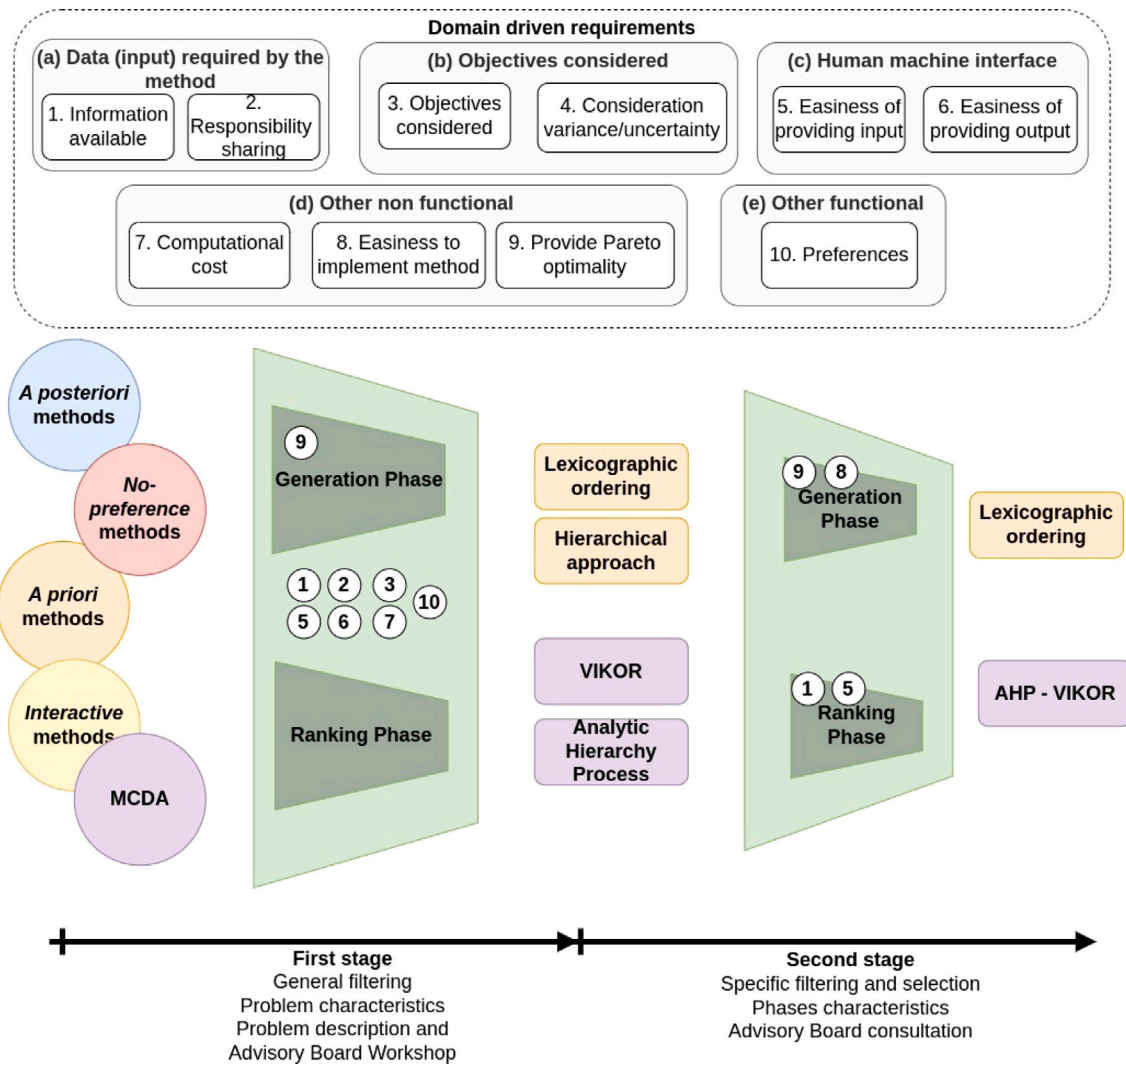 Domain driven requirements
(a) Data (input) required by the
method
1. Information
available
2.
Responsibility
sharing
(b) Objectives considered
3. Objectives
considered
4. Consideration
variance/uncertainty
(c) Human machine interface
5. Easiness of
providing input
6. Easiness of
providing output
(d) Other non functional
7. Computational
cost
8. Easiness to
implement method
9. Provide Pareto
optimality
(e) Other functional
10. Preferences
A posteriori
methods
No-
preference
methods
A priori
methods
Interactive
methods
MCDA
9
Generation Phase
1 2 3 10
5 6 7
Ranking Phase
Lexicographic
ordering
Hierarchical
approach
VIKOR
Analytic
Hierarchy
Process
9 8
Generation
Phase
1 5
Ranking
Phase
Lexicographic
ordering
AHP - VIKOR
First stage
General filtering
Problem characteristics
Problem description and
Advisory Board Workshop
Second stage
Specific filtering and selection
Phases characteristics
Advisory Board consultation